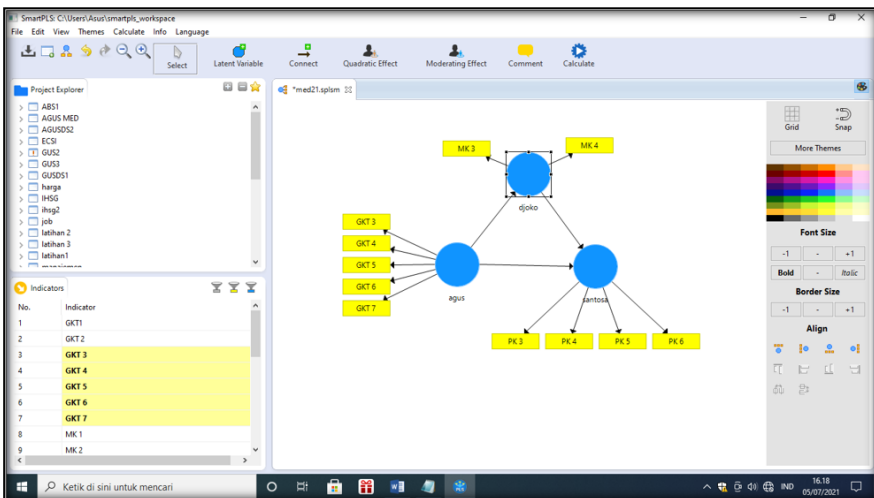 SmartPLS: C:\Users\Asus\smartpls_workspace
File Edit View Themes Calculate Info Language
Select
Latent Variable
Connect
Quadratic Effect
Moderating Effect
Comment
Calculate
Project Explorer
ABS1
AGUS MED
AGUSDS2
ECSI
GUS2
GUS3
GUSDS1
harga
IHSG
ihsg2
job
latihan 2
latihan 3
latihan1
Indicators
No. Indicator
1 GKT1
2 GKT 2
3 GKT 3
4 GKT 4
5 GKT 5
6 GKT 6
7 GKT 7
8 MK 1
9 MK 2
*med21.splsm
MK 3
MK 4
djoko
GKT 3
GKT 4
GKT 5
GKT 6
GKT 7
agus
santosa
PK 3
PK 4
PK 5
PK 6
Grid
Snap
More Themes
Font Size
-1 - +1
Bold - Italic
Border Size
-1 - +1
Align
Ketik di sini untuk mencari
IND
16.18
05/07/2021